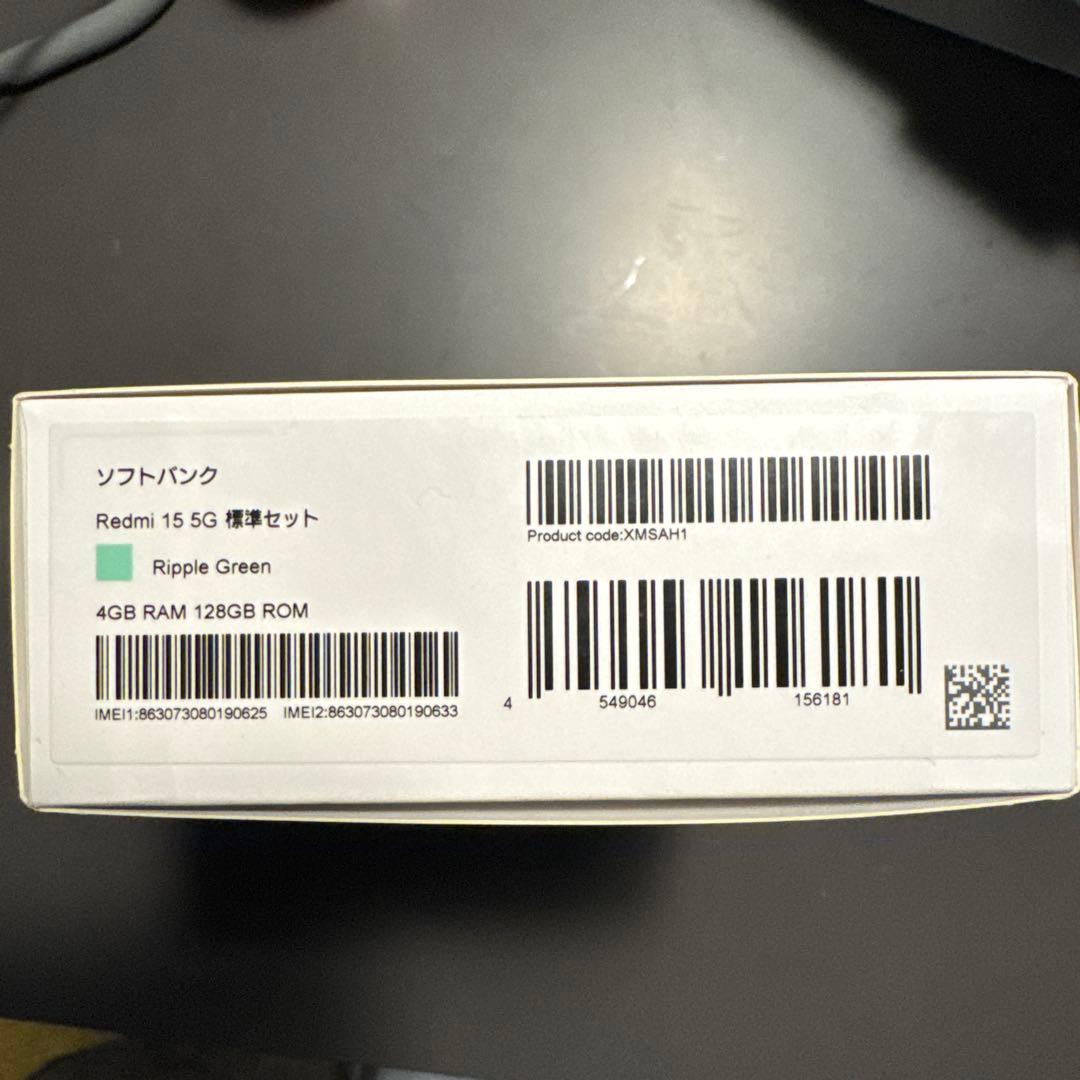 ソフトバンク
Redmi 15 5G 標準セット
Ripple Green
4GB RAM 128GB ROM
IMEI1:863073080190625 IMEI2:863073080190633
Product code:XMSAH1
4 549046 156181